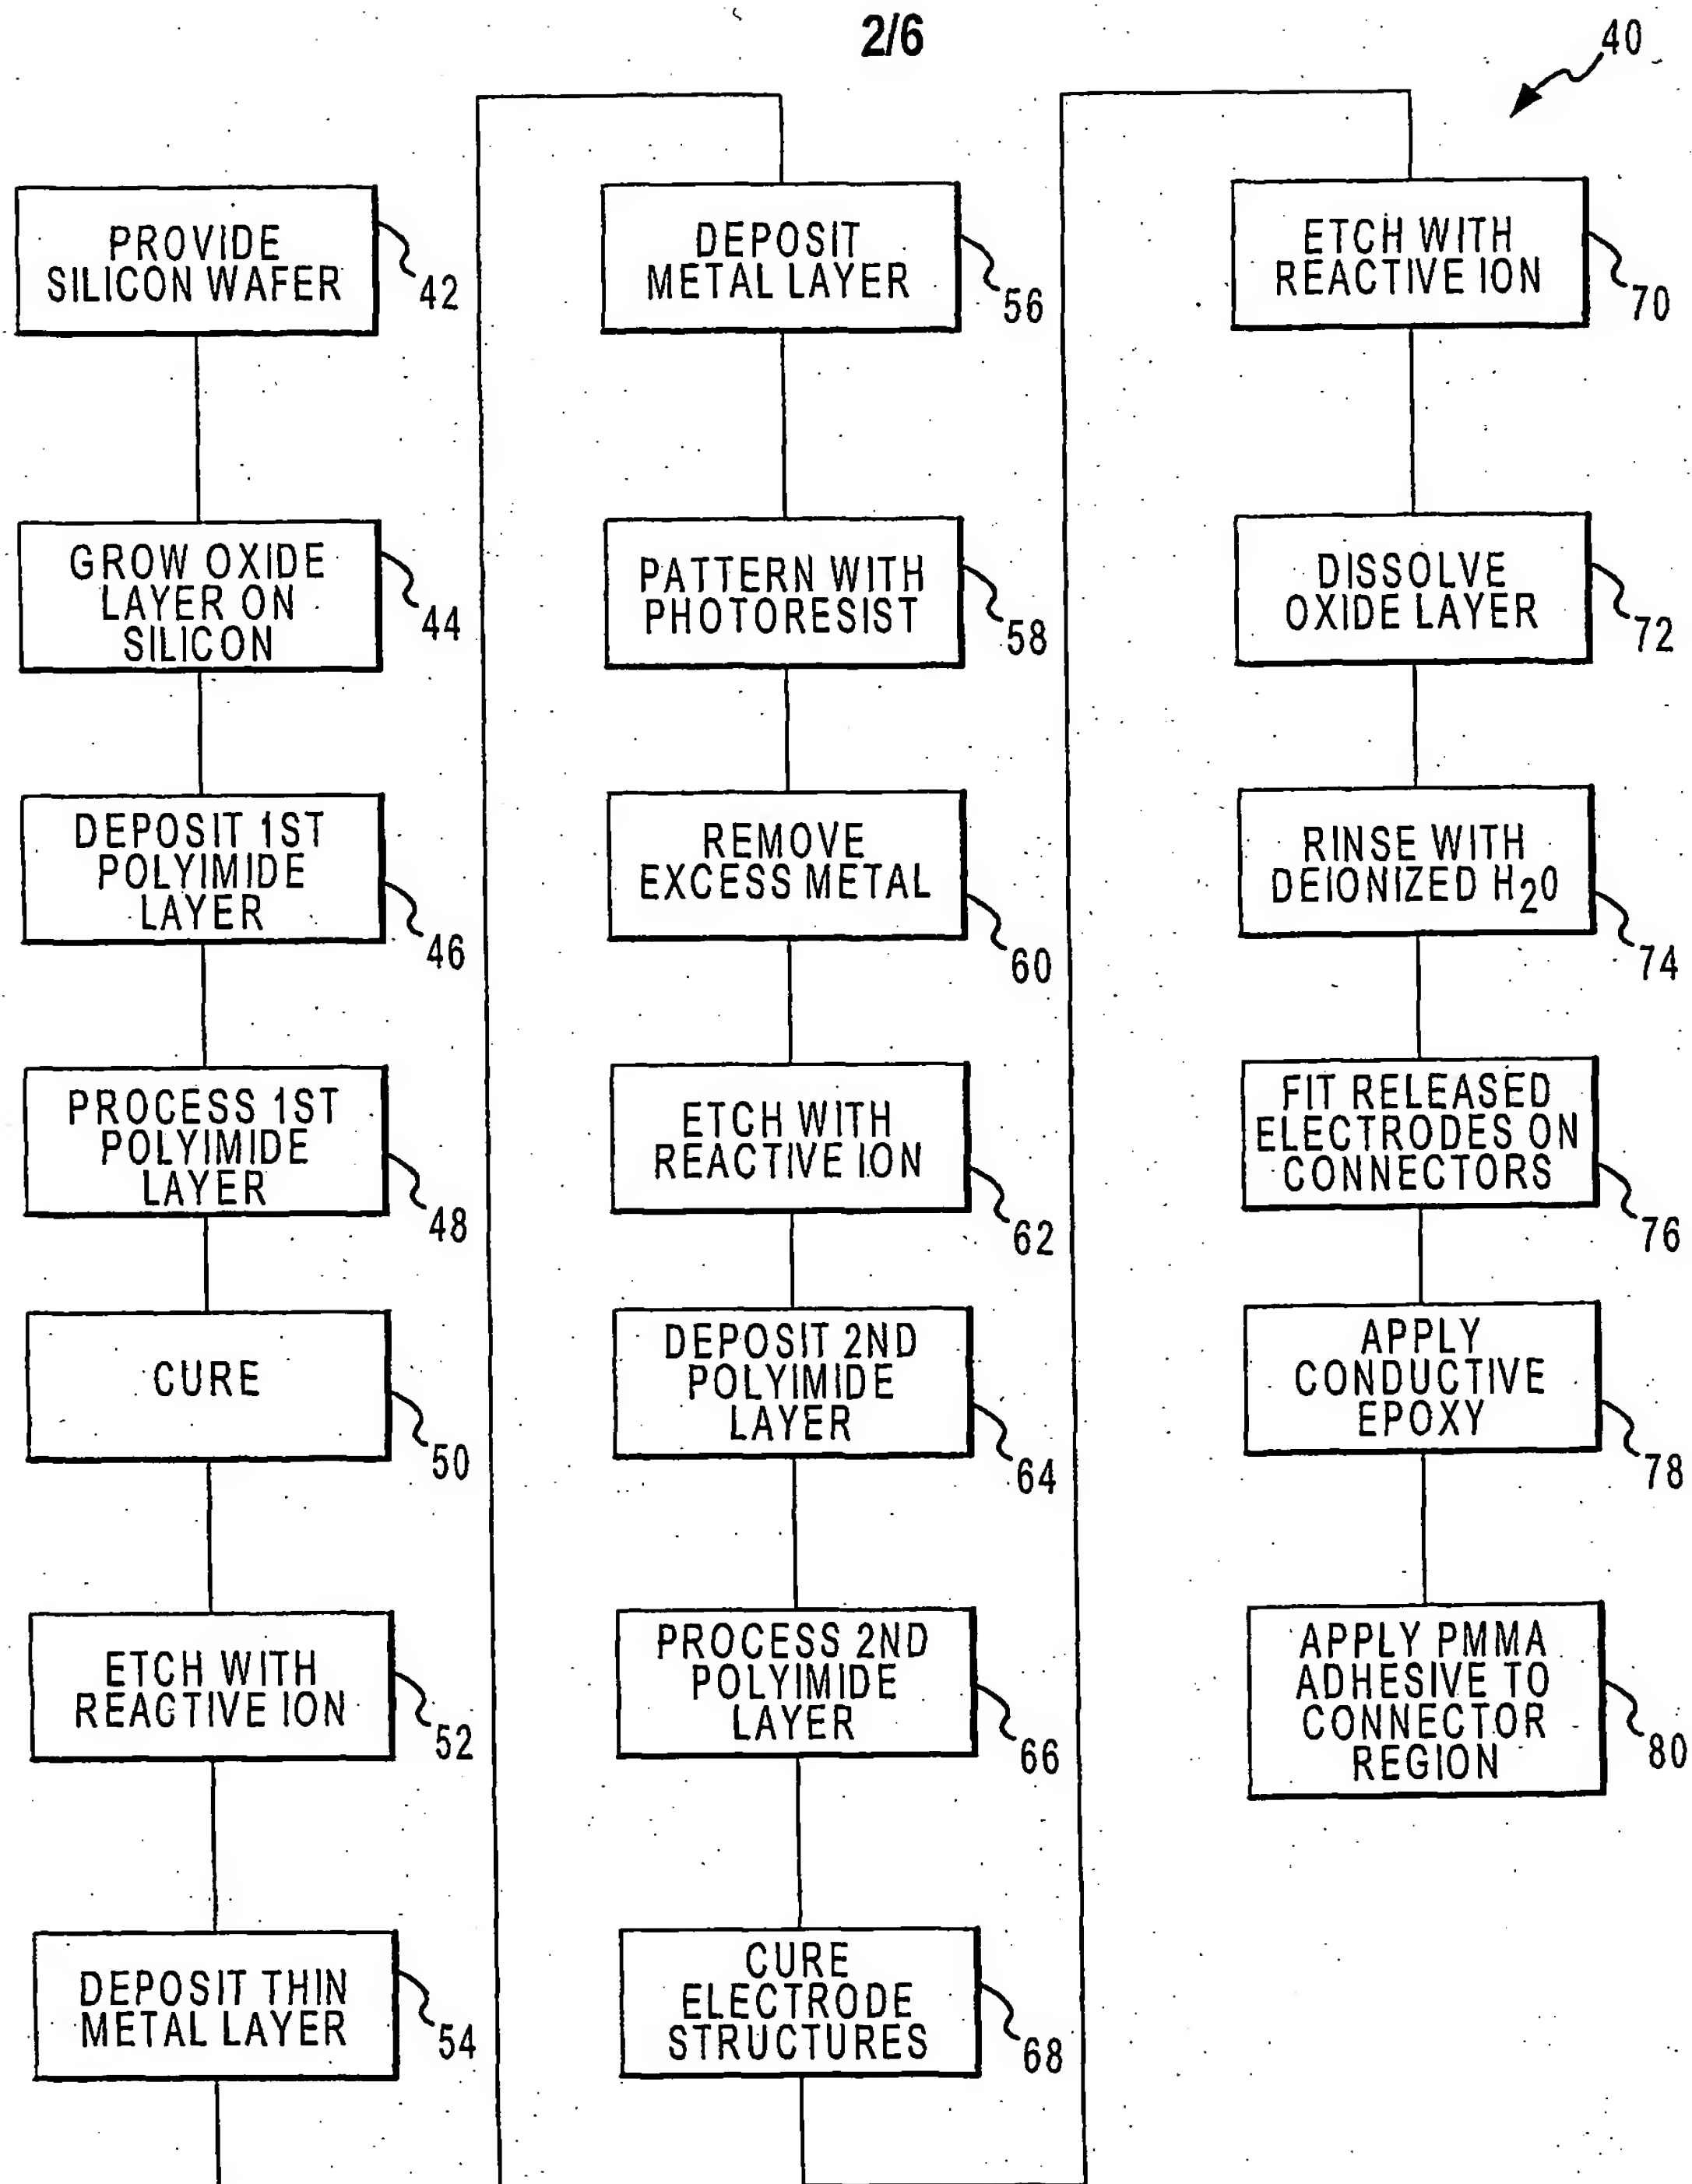 2/6
40
PROVIDE
SILICON WAFER
42
GROW OXIDE
LAYER ON
SILICON
44
DEPOSIT 1ST
POLYIMIDE
LAYER
46
PROCESS 1ST
POLYIMIDE
LAYER
48
CURE
50
ETCH WITH
REACTIVE ION
52
DEPOSIT THIN
METAL LAYER
54
DEPOSIT
METAL LAYER
56
PATTERN WITH
PHOTORESIST
58
REMOVE
EXCESS METAL
60
ETCH WITH
REACTIVE ION
62
DEPOSIT 2ND
POLYIMIDE
LAYER
64
PROCESS 2ND
POLYIMIDE
LAYER
66
CURE
ELECTRODE
STRUCTURES
68
ETCH WITH
REACTIVE ION
70
DISSOLVE
OXIDE LAYER
72
RINSE WITH
DEIONIZED H₂O
74
FIT RELEASED
ELECTRODES ON
CONNECTORS
76
APPLY
CONDUCTIVE
EPOXY
78
APPLY PMMA
ADHESIVE TO
CONNECTOR
REGION
80